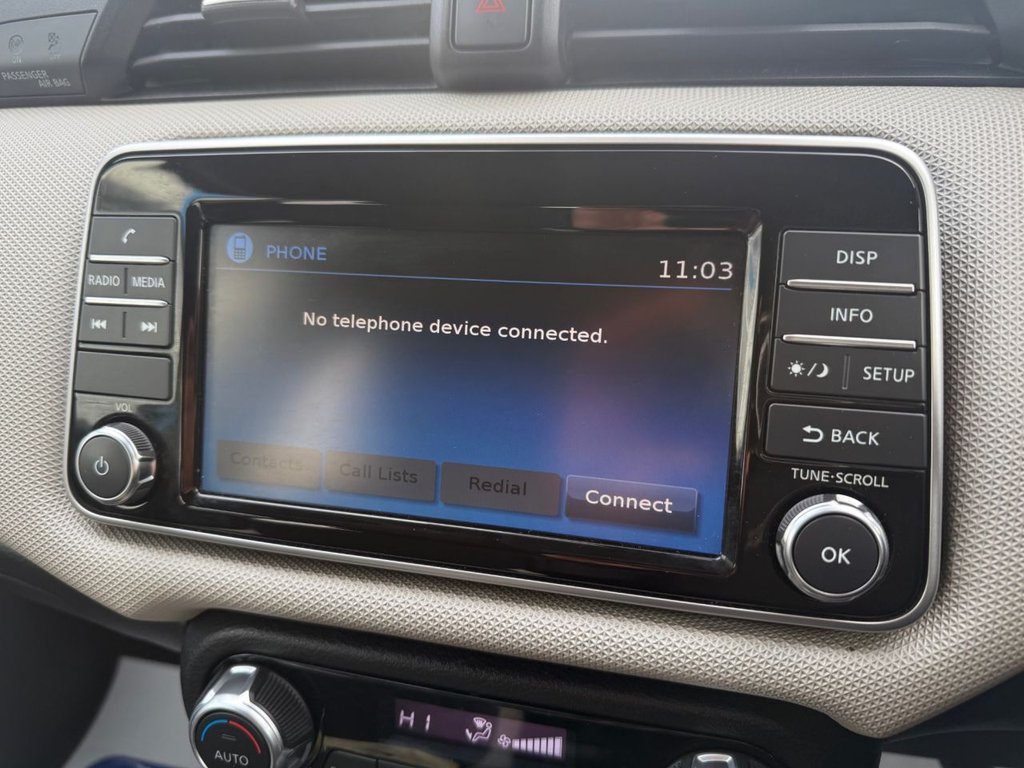 PASSENGER
AIR BAG
PHONE
11:03
No telephone device connected.
Contacts
Call Lists
Redial
Connect
RADIO
MEDIA
VOL
DISP
INFO
SETUP
BACK
TUNE·SCROLL
OK
AUTO
HI